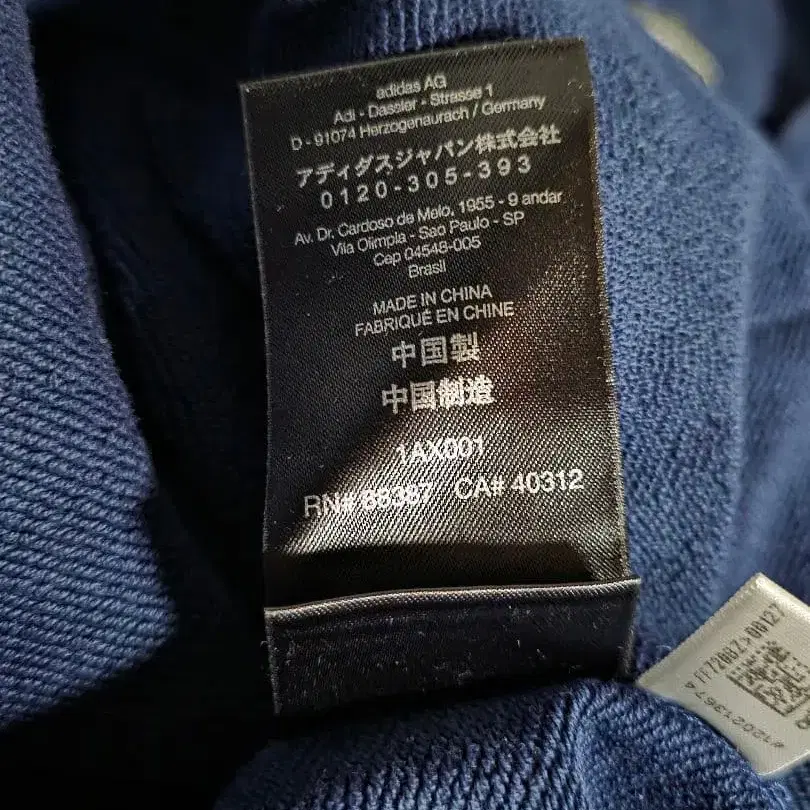 adidas AG
Adi - Dassler - Strasse 1
D - 91074 Herzogenaurach / Germany
アディダスジャパン株式会社
0120-305-393
Av. Dr. Cardoso de Melo, 1955 - 9 andar
Vila Olimpia - Sao Paulo - SP
Cep 04548-005
Brasil
MADE IN CHINA
FABRIQUÉ EN CHINE
中国製
中国制造
1AX001
RN# 88387 CA# 40312
#120213674